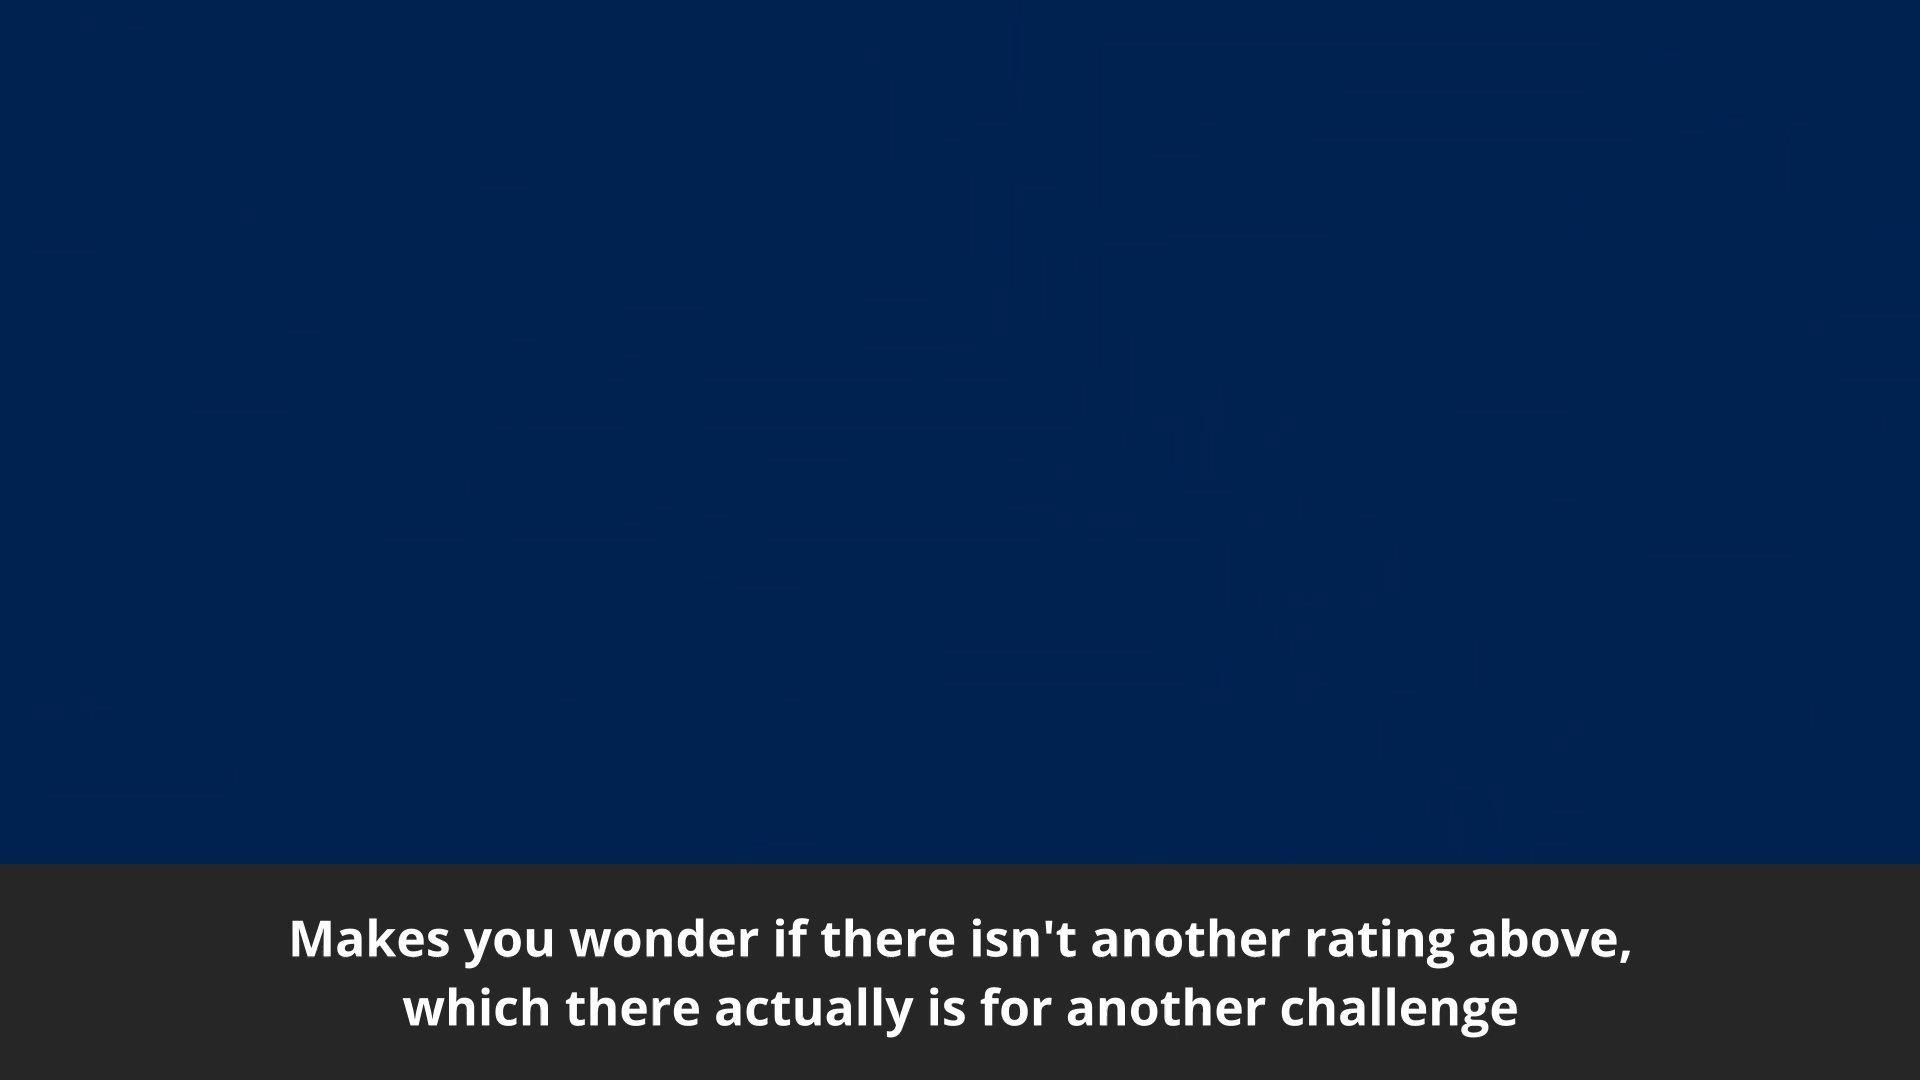 Makes you wonder if there isn't another rating above,
which there actually is for another challenge